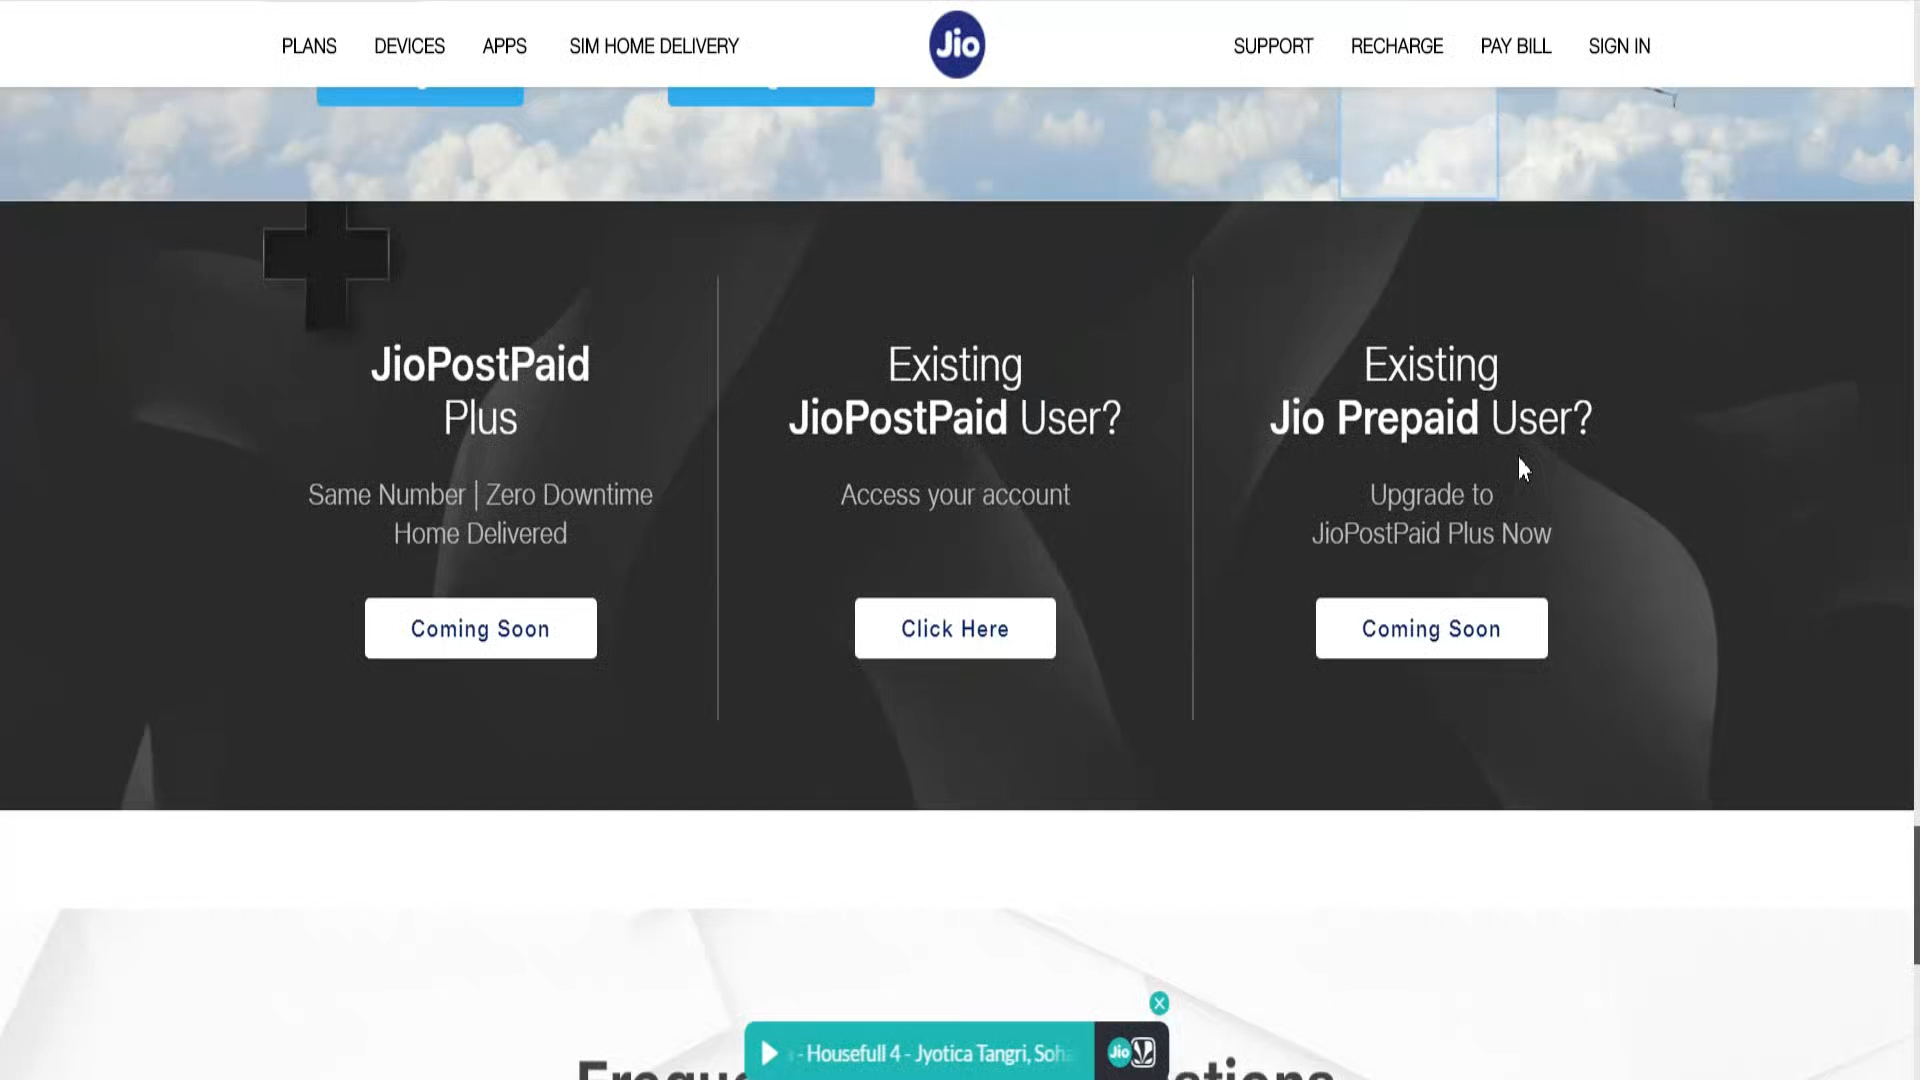 PLANS DEVICES APPS SIM HOME DELIVERY Jio SUPPORT RECHARGE PAY BILL SIGN IN
JioPostPaid
Plus
Same Number | Zero Downtime
Home Delivered
Coming Soon
Existing
JioPostPaid User?
Access your account
Click Here
Existing
Jio Prepaid User?
Upgrade to
JioPostPaid Plus Now
Coming Soon
- Housefull 4 - Jyotica Tangri, Jio